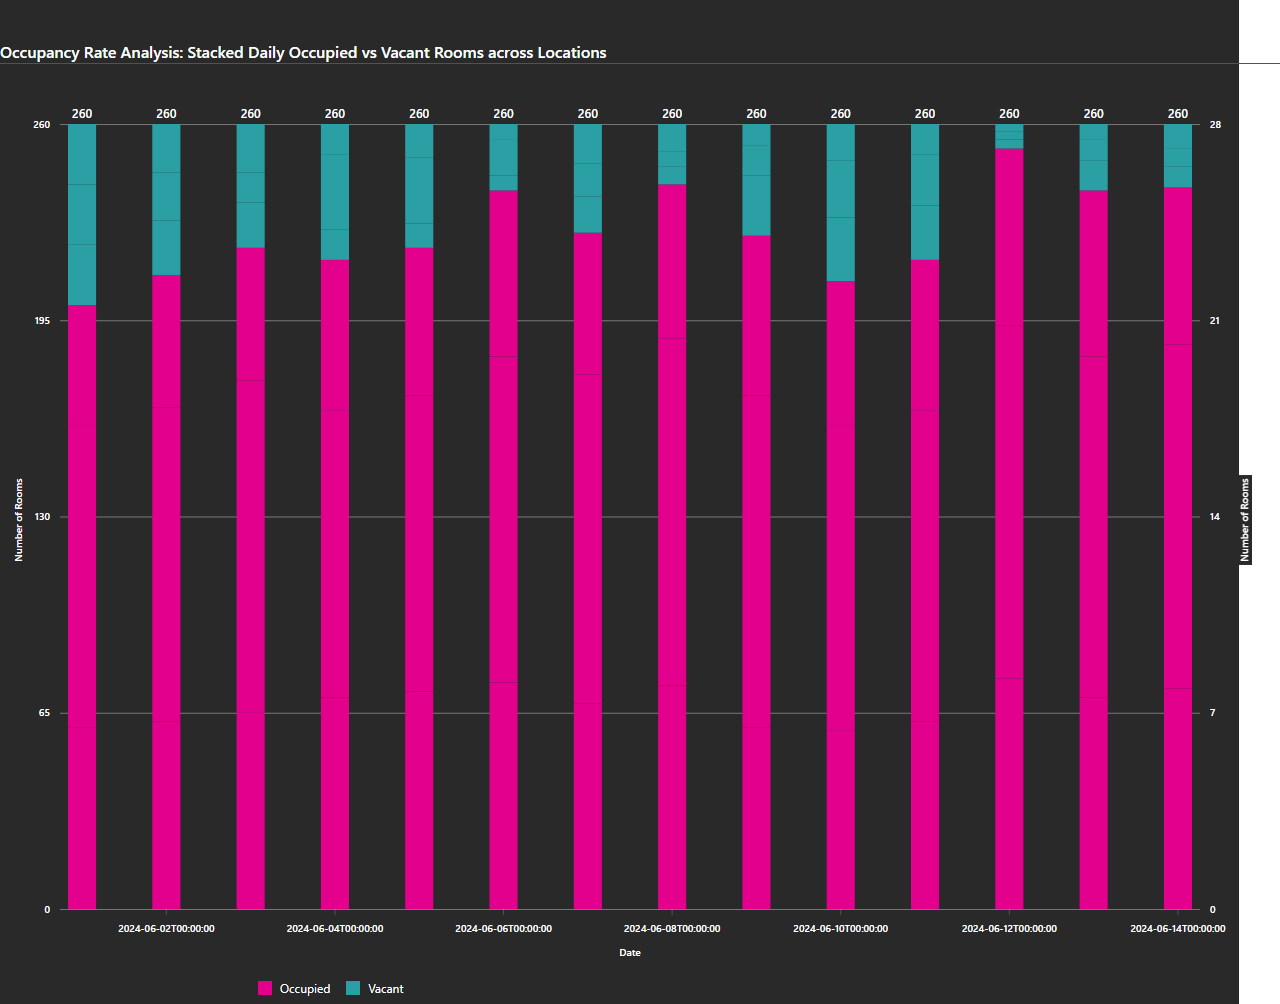 Occupancy Rate Analysis: Stacked Daily Occupied vs Vacant Rooms across Locations
260 260 260 260 260 260 260 260 260 260 260 260 260 260
260
195
130
65
0
Number of Rooms
28
21
14
7
0
Number of Rooms
2024-06-02T00:00:00 2024-06-04T00:00:00 2024-06-06T00:00:00 2024-06-08T00:00:00 2024-06-10T00:00:00 2024-06-12T00:00:00 2024-06-14T00:00:00
Date
Occupied Vacant